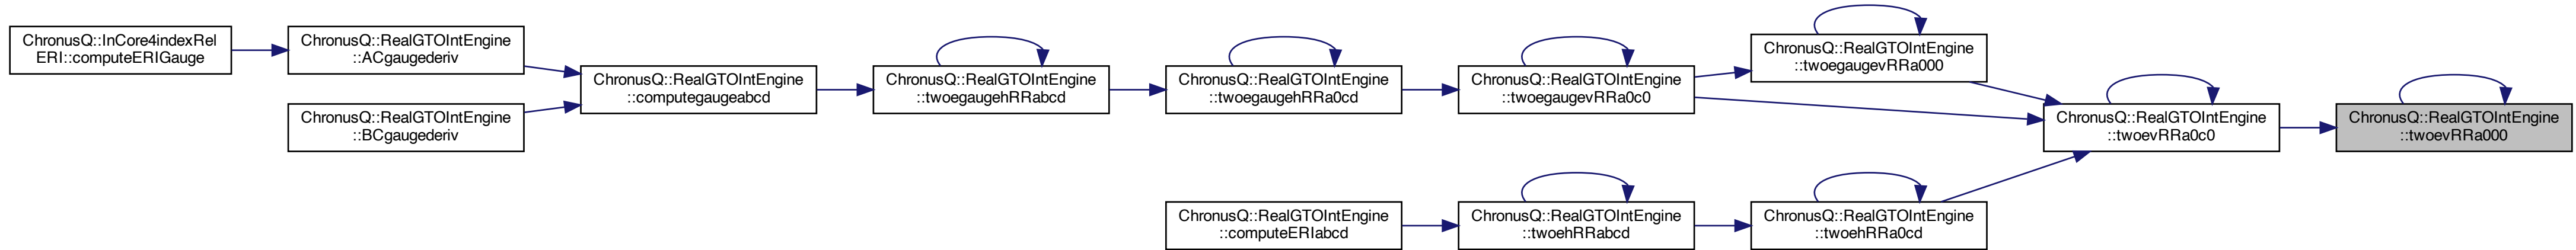 ChronusQ::InCore4indexRel
ERI::computeERIGauge
ChronusQ::RealGTOIntEngine
::ACgaugederiv
ChronusQ::RealGTOIntEngine
::BCgaugederiv
ChronusQ::RealGTOIntEngine
::computegaugeabcd
ChronusQ::RealGTOIntEngine
::twoegaugehRRabcd
ChronusQ::RealGTOIntEngine
::twoegaugehRRa0cd
ChronusQ::RealGTOIntEngine
::twoegaugevRRa0c0
ChronusQ::RealGTOIntEngine
::twoegaugevRRa000
ChronusQ::RealGTOIntEngine
::twoevRRa0c0
ChronusQ::RealGTOIntEngine
::twoevRRa000
ChronusQ::RealGTOIntEngine
::computeERIabcd
ChronusQ::RealGTOIntEngine
::twoehRRabcd
ChronusQ::RealGTOIntEngine
::twoehRRa0cd